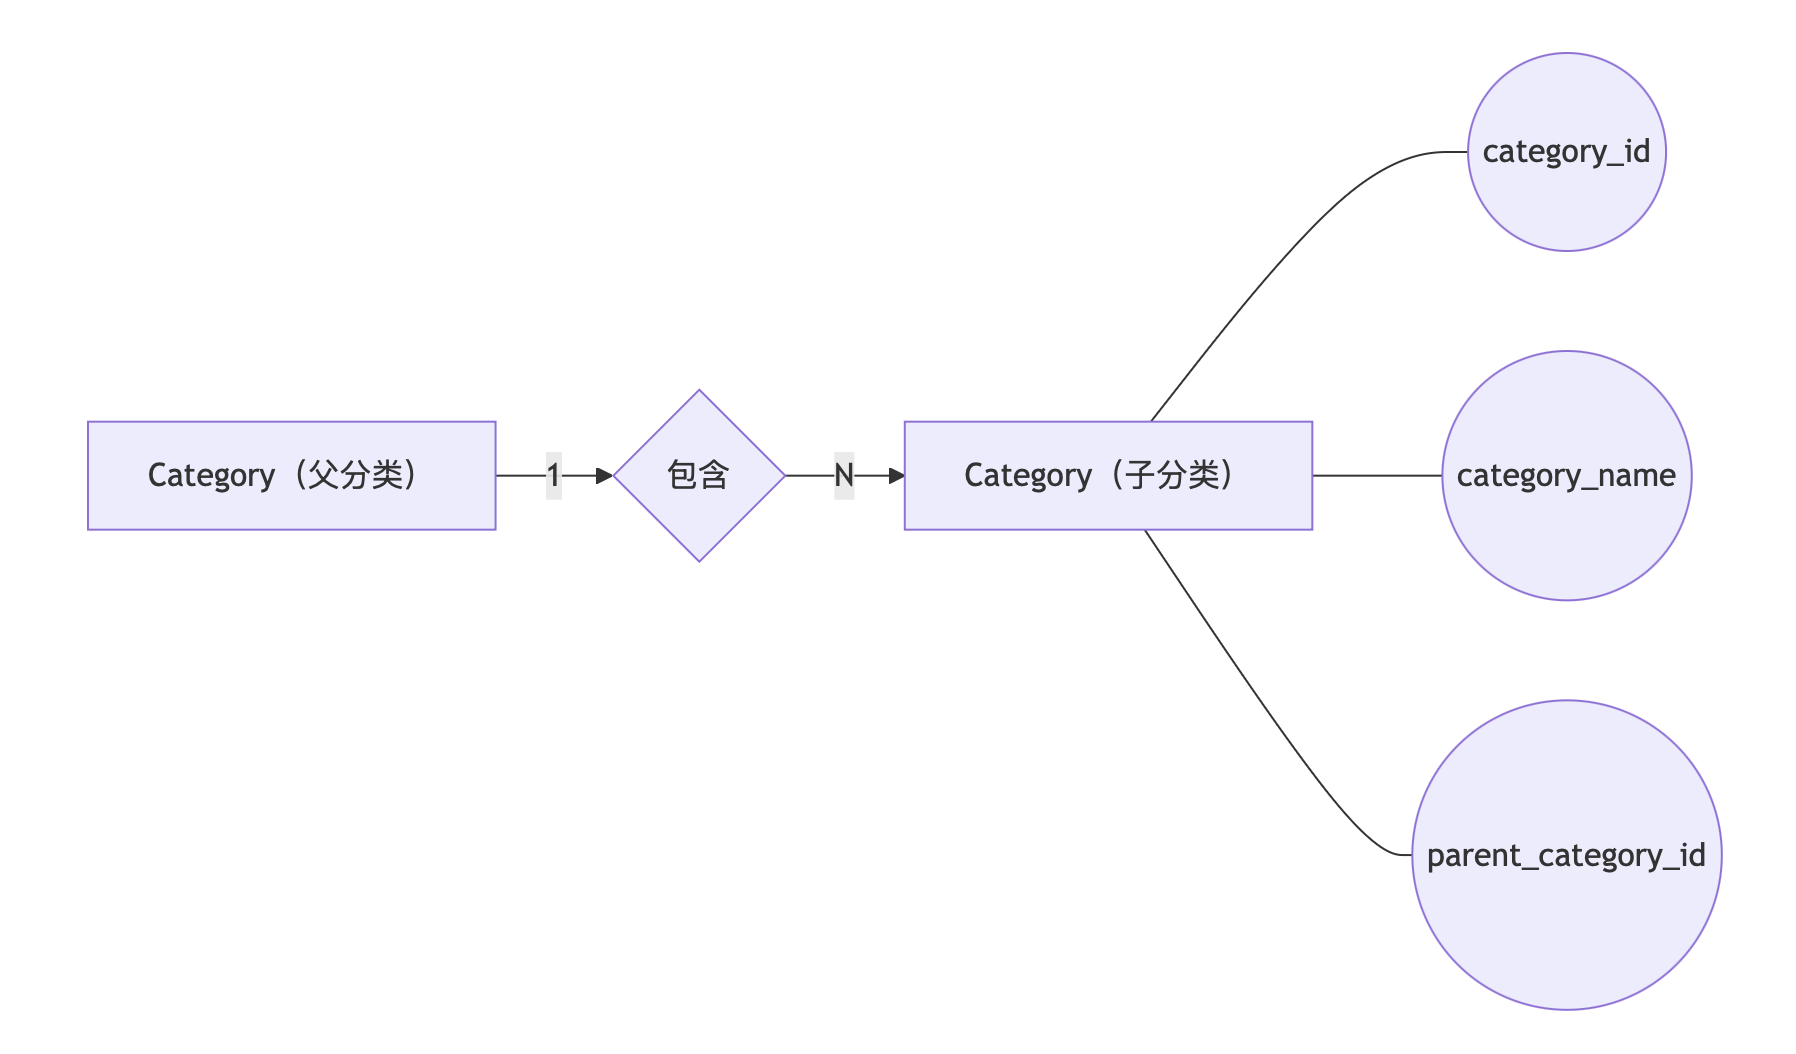 category_id
Category（父分类）
1
包含
N
Category（子分类）
category_name
parent_category_id